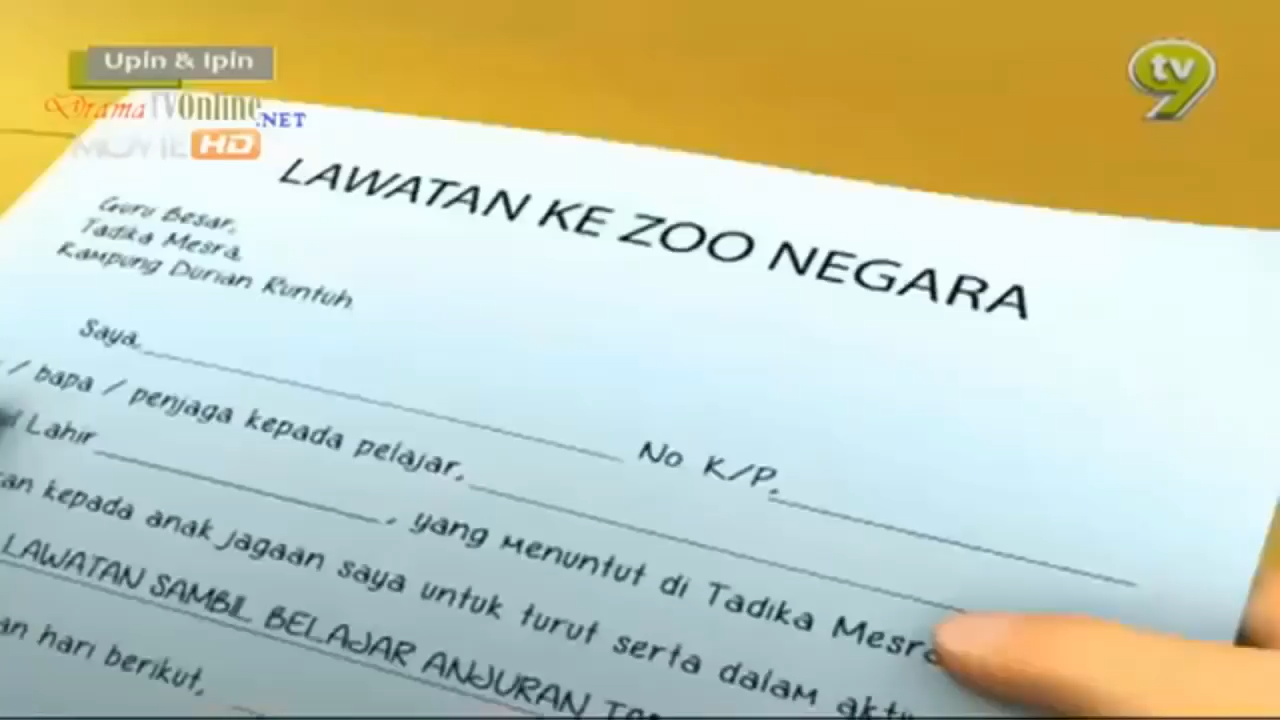 Upin & Ipin
tv9
DramaTVOnline.NET
MOVIE HD
LAWATAN KE ZOO NEGARA
Guru Besar,
Tadika Mesra,
Kampung Durian Runtuh.
Saya, No K/P,
/ bapa / penjaga kepada pelajar,
Lahir , yang menuntut di Tadika Mesra
kepada anak jagaan saya untuk turut serta dalam
LAWATAN SAMBIL BELAJAR ANJURAN
hari berikut,